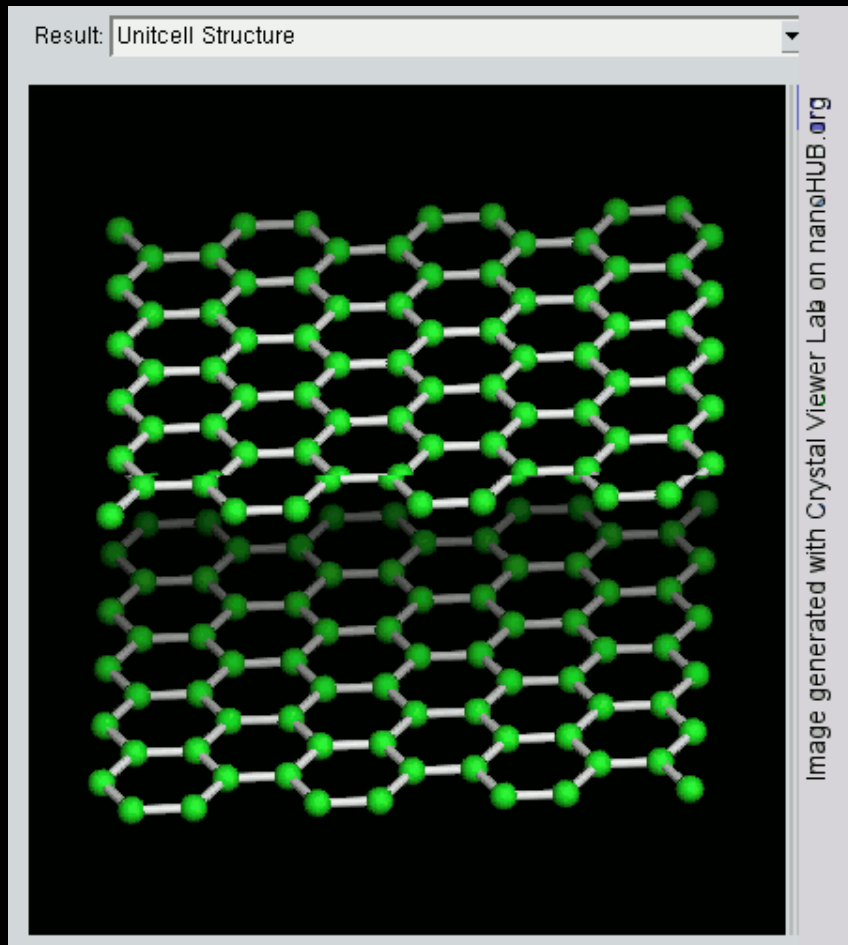 Result: Unitcell Structure
Image generated with Crystal Viewer Lab on nanoHUB.org